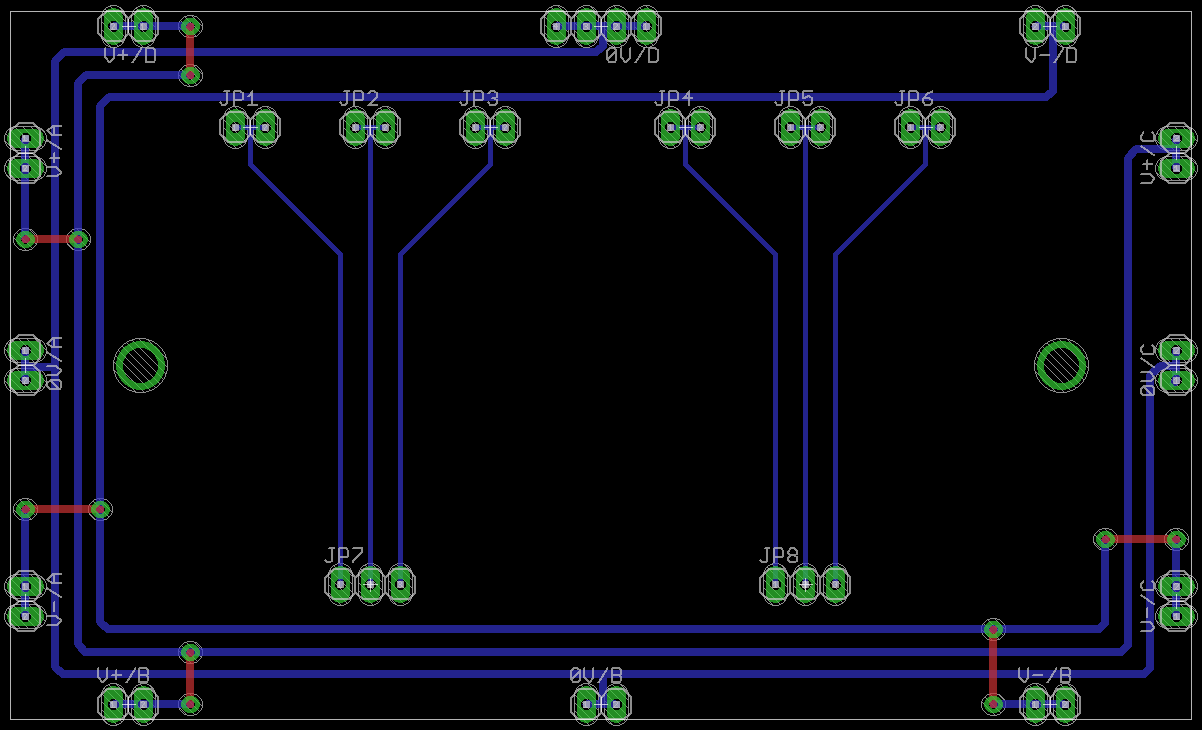 V+/D
0V/D
V-/D
JP1
JP2
JP3
JP4
JP5
JP6
V+/A
V+/C
0V/A
0V/C
JP7
JP8
V-/A
V-/C
V+/B
0V/B
V-/B